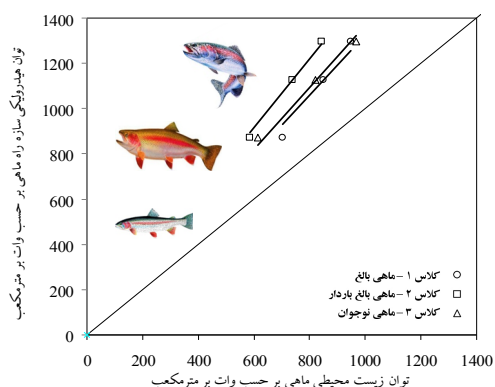 توان هیدرولیکی سازه راه ماهی بر حسب وات بر مترمکعب
1400
1200
1000
800
600
400
200
0
کلاس ۱ -ماهی بالغ
کلاس ۲ -ماهی بالغ باردار
کلاس ۳ -ماهی نوجوان
0 200 400 600 800 1000 1200 1400
توان زیست محیطی ماهی بر حسب وات بر مترمکعب